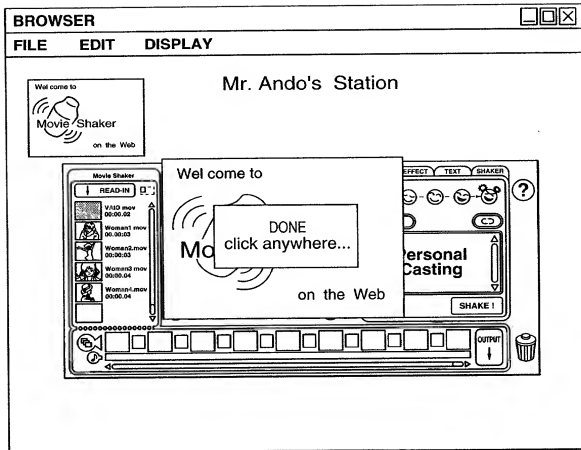 BROWSER
FILE EDIT DISPLAY
Mr. Ando's Station
Wel come to
Movie Shaker
on the Web
Movie Shaker
READ-IN
VAIO mov
00:00.02
Woman1 mov
00:00:03
Woman2.mov
00:00:03
Woman3 mov
00:00.04
Woman4.mov
00:00.04
Wel come to
Mo
DONE
click anywhere...
on the Web
EFFECT TEXT SHAKER
?
Personal
Casting
SHAKE !
OUTPUT